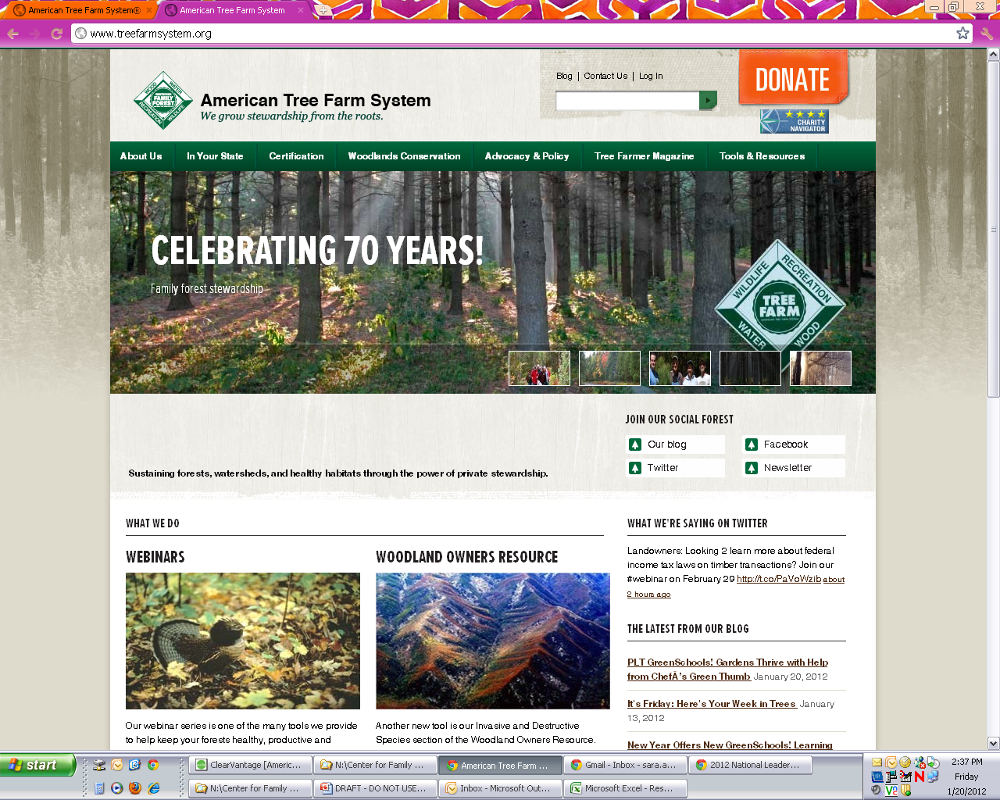 American Tree Farm System®
American Tree Farm System
www.treefarmsystem.org
Blog | Contact Us | Log In
DONATE
CHARITY
NAVIGATOR
WOOD
WATER
RECREATION
WILDLIFE
CERTIFIED
FAMILY
FOREST
American Tree Farm System
We grow stewardship from the roots.
About Us
In Your State
Certification
Woodlands Conservation
Advocacy & Policy
Tree Farmer Magazine
Tools & Resources
CELEBRATING 70 YEARS!
Family forest stewardship
WILDLIFE
RECREATION
TREE
FARM
WATER
WOOD
JOIN OUR SOCIAL FOREST
Our blog
Facebook
Twitter
Newsletter
Sustaining forests, watersheds, and healthy habitats through the power of private stewardship.
WHAT WE DO
WEBINARS
Our webinar series is one of the many tools we provide
to help keep your forests healthy, productive and
WOODLAND OWNERS RESOURCE
Another new tool is our Invasive and Destructive
Species section of the Woodland Owners Resource.
WHAT WE'RE SAYING ON TWITTER
Landowners: Looking 2 learn more about federal
income tax laws on timber transactions? Join our
#webinar on February 29 http://t.co/PaVoWzib about
2 hours ago
THE LATEST FROM OUR BLOG
PLT GreenSchools! Gardens Thrive with Help
from ChefÂ's Green Thumb January 20, 2012
It's Friday: Here's Your Week in Trees January
13, 2012
New Year Offers New GreenSchools! Learning
start
ClearVantage [Americ...
N:\Center for Family ...
American Tree Farm ...
Gmail - Inbox - sara.a...
2012 National Leader...
N:\Center for Family ...
DRAFT - DO NOT USE...
Inbox - Microsoft Out...
Microsoft Excel - Res...
2:37 PM
Friday
1/20/2012